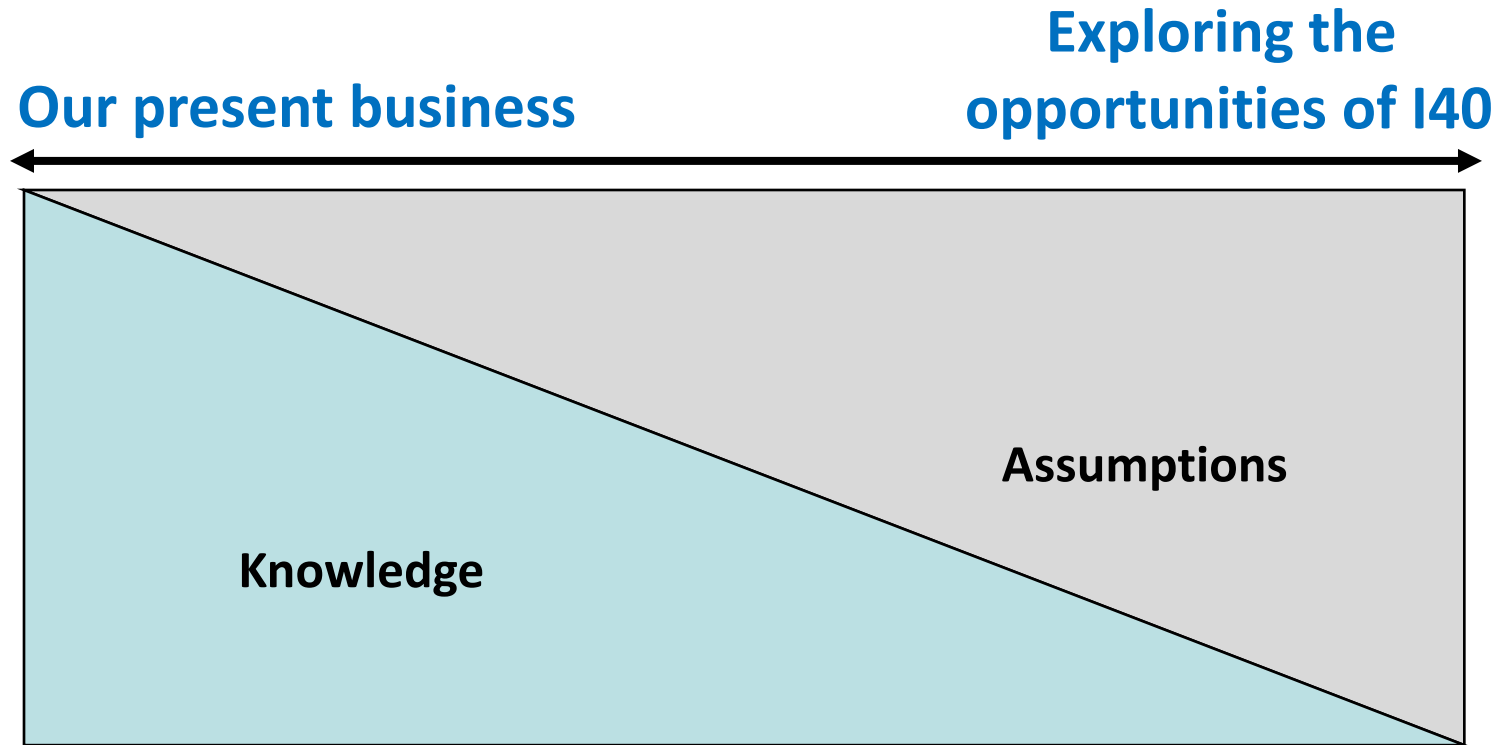 Exploring the
opportunities of I40
Our present business
Assumptions
Knowledge